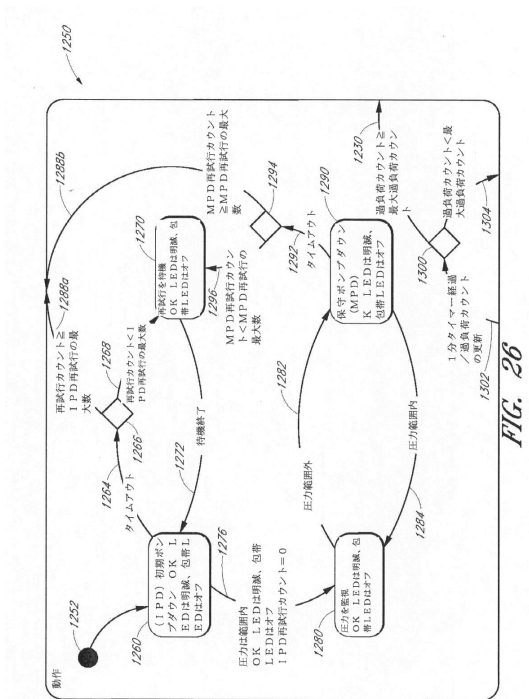 1250
動作
1252
(IPD)初期ポン
プダウン OK L
EDは明滅、包帯L
EDはオフ
1260
1264
タイムアウト
1266
1268
再試行カウント<I
PD再試行の最大数
再試行カウント≧
IPD再試行の最
大数
1288a
1288b
再試行を待機
OK LEDは明滅、包
帯LEDはオフ
1270
1272
待機終了
1296
MPD再試行カウン
ト<MPD再試行の
最大数
MPD再試行カウント
≧MPD再試行の最大
数
1294
1276
圧力は範囲内
OK LEDは明滅、包帯
LEDはオフ
IPD再試行カウント=0
圧力を監視
OK LEDは明滅、包
帯LEDはオフ
1280
圧力範囲外
1282
保守ポンプダウン
(MPD)
K LEDは明滅、
包帯LEDはオフ
1290
1292
タイムアウト
圧力範囲内
1284
1230
過負荷カウント≧
最大過負荷カウン
ト
1300
過負荷カウント<最
大過負荷カウント
1分タイマー経過
/過負荷カウント
の更新
1302
1304
FIG. 26